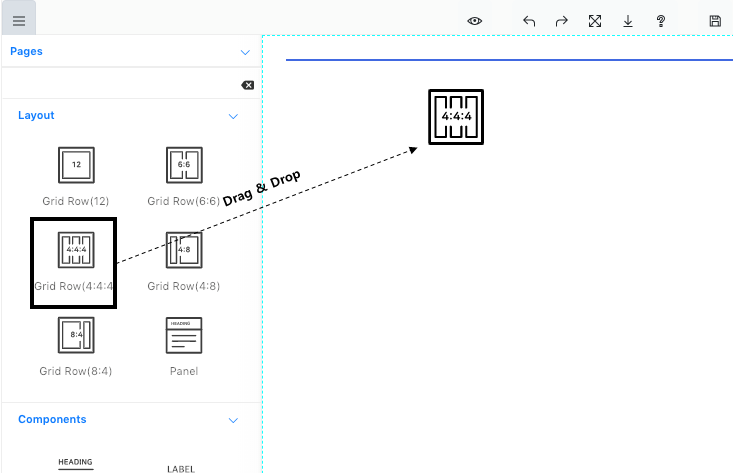 Pages
Layout
12
6:6
Grid Row(12)
Grid Row(6:6)
4:4:4
4:8
Grid Row(4:4:4
Grid Row(4:8)
8:4
HEADING
Grid Row(8:4)
Panel
Components
HEADING
LABEL
4:4:4
Drag & Drop